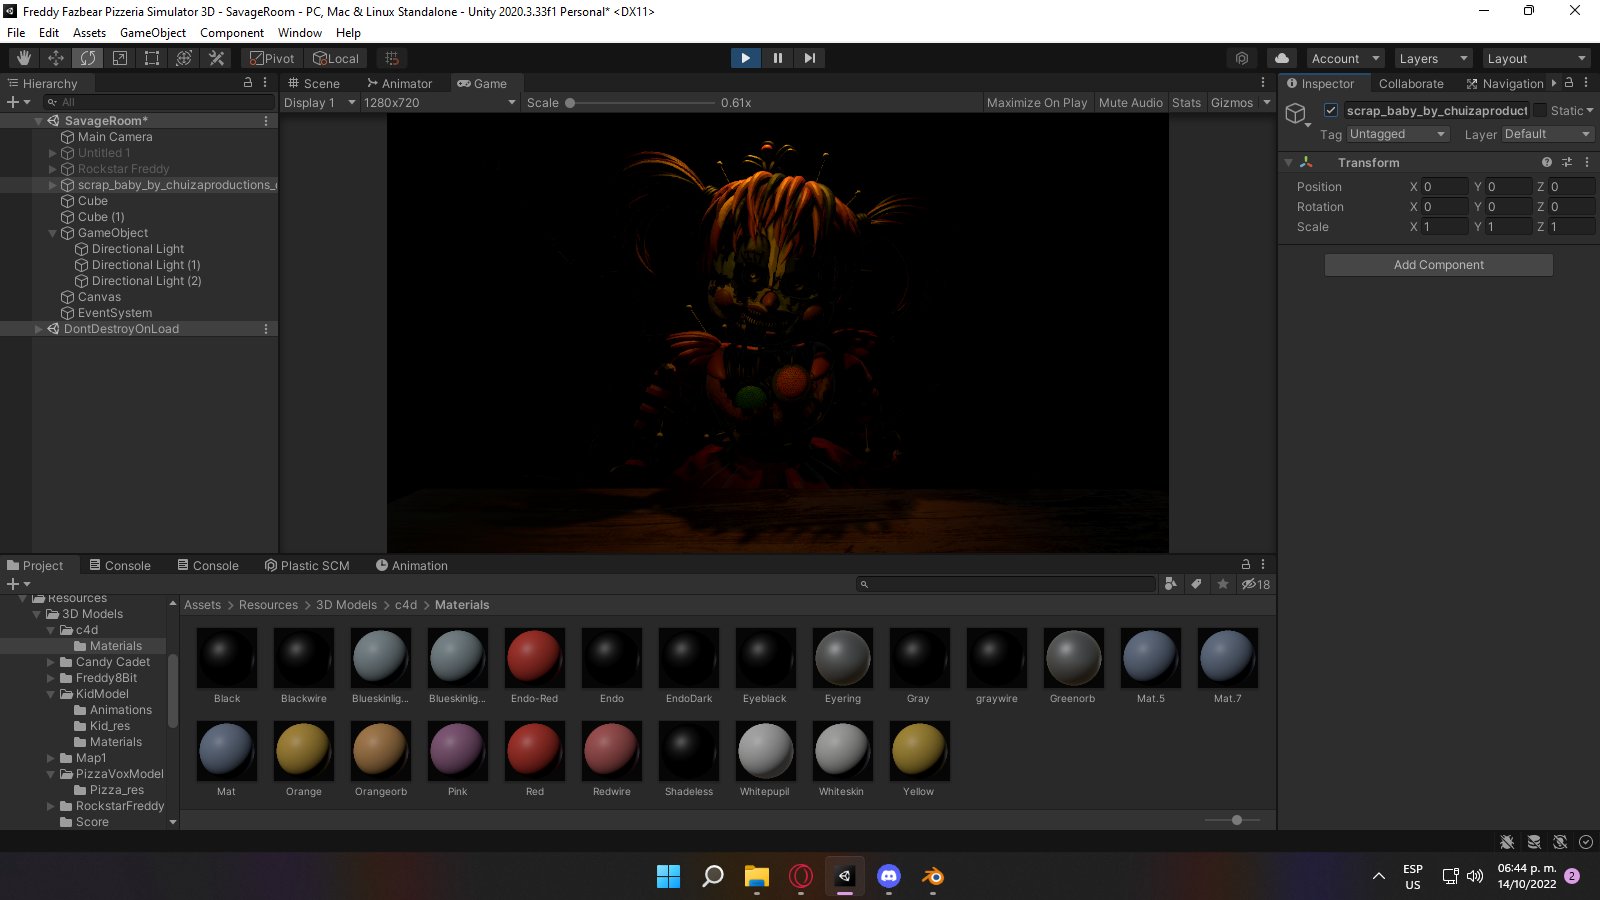 Freddy Fazbear Pizzeria Simulator 3D - SavageRoom - PC, Mac & Linux Standalone - Unity 2020.3.33f1 Personal* <DX11>
File Edit Assets GameObject Component Window Help
Pivot Local Account Layers Layout
Hierarchy
All
SavageRoom*
Main Camera
Untitled 1
Rockstar Freddy
scrap_baby_by_chuizaproductions_
Cube
Cube (1)
GameObject
Directional Light
Directional Light (1)
Directional Light (2)
Canvas
EventSystem
DontDestroyOnLoad
Scene Animator Game
Display 1 1280x720 Scale 0.61x Maximize On Play Mute Audio Stats Gizmos
Inspector Collaborate Navigation
scrap_baby_by_chuizaproduct Static
Tag Untagged Layer Default
Transform
Position X 0 Y 0 Z 0
Rotation X 0 Y 0 Z 0
Scale X 1 Y 1 Z 1
Add Component
Project Console Console Plastic SCM Animation
18
Resources
3D Models
c4d
Materials
Candy Cadet
Freddy8Bit
KidModel
Animations
Kid_res
Materials
Map1
PizzaVoxModel
Pizza_res
RockstarFreddy
Score
Assets > Resources > 3D Models > c4d > Materials
Black Blackwire Blueskinlig... Blueskinlig... Endo-Red Endo EndoDark Eyeblack Eyering Gray graywire Greenorb Mat.5 Mat.7
Mat Orange Orangeorb Pink Red Redwire Shadeless Whitepupil Whiteskin Yellow
ESP
US
06:44 p. m.
14/10/2022
2